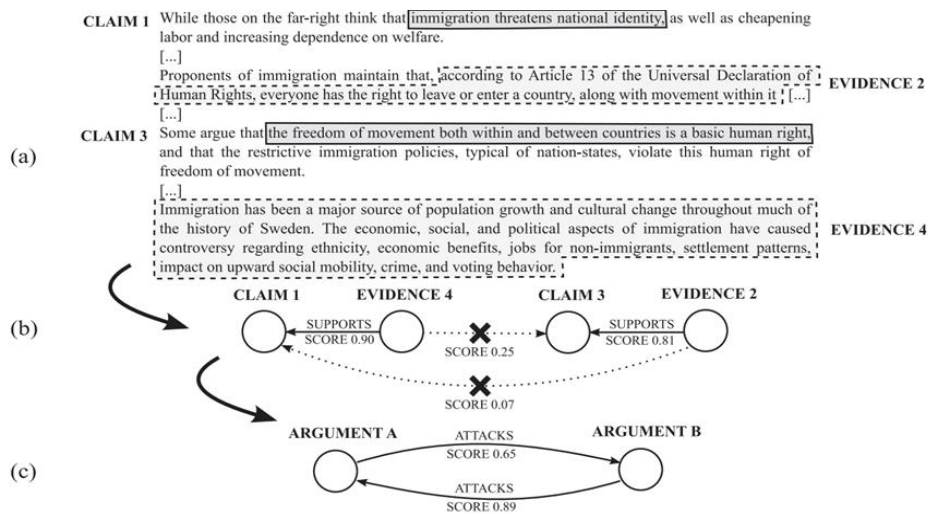 CLAIM 1 While those on the far-right think that immigration threatens national identity, as well as cheapening
labor and increasing dependence on welfare.
[...]
Proponents of immigration maintain that, according to Article 13 of the Universal Declaration of
EVIDENCE 2
Human Rights, everyone has the right to leave or enter a country, along with movement within it [...]
[...]
CLAIM 3 Some argue that the freedom of movement both within and between countries is a basic human right,
(a) and that the restrictive immigration policies, typical of nation-states, violate this human right of
freedom of movement.
[...]
Immigration has been a major source of population growth and cultural change throughout much of
the history of Sweden. The economic, social, and political aspects of immigration have caused
EVIDENCE 4
controversy regarding ethnicity, economic benefits, jobs for non-immigrants, settlement patterns,
impact on upward social mobility, crime, and voting behavior.
CLAIM 1 EVIDENCE 4 CLAIM 3 EVIDENCE 2
(b) SUPPORTS SUPPORTS
SCORE 0.90 SCORE 0.25 SCORE 0.81
SCORE 0.07
ARGUMENT A ARGUMENT B
ATTACKS
SCORE 0.65
(c)
ATTACKS
SCORE 0.89